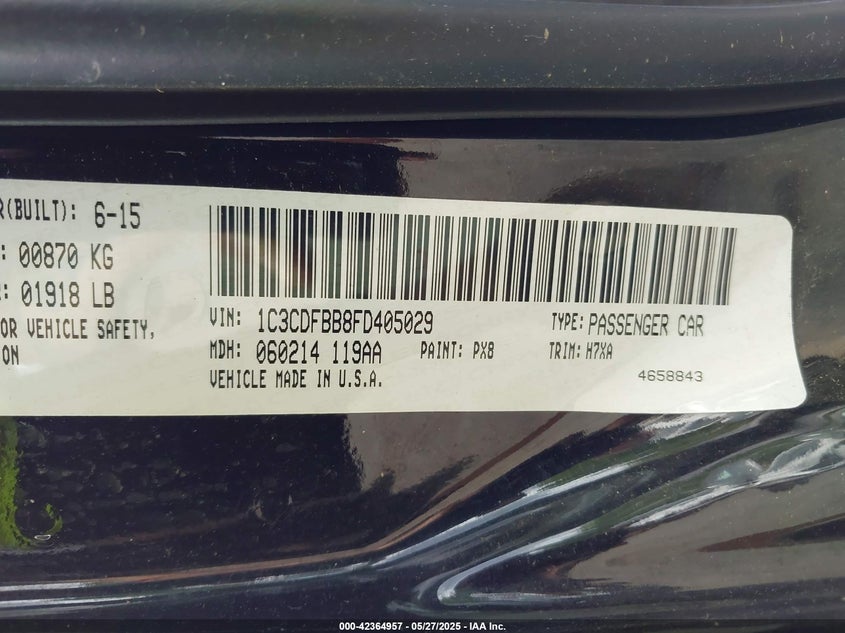 R(BUILT): 6-15
: 00870 KG
: 01918 LB
OR VEHICLE SAFETY,
ON
VIN: 1C3CDFBB8FD405029
TYPE: PASSENGER CAR
MDH: 060214 119AA
PAINT: PX8
TRIM: H7XA
VEHICLE MADE IN U.S.A.
4658843
000-42364957 - 05/27/2025 - IAA Inc.